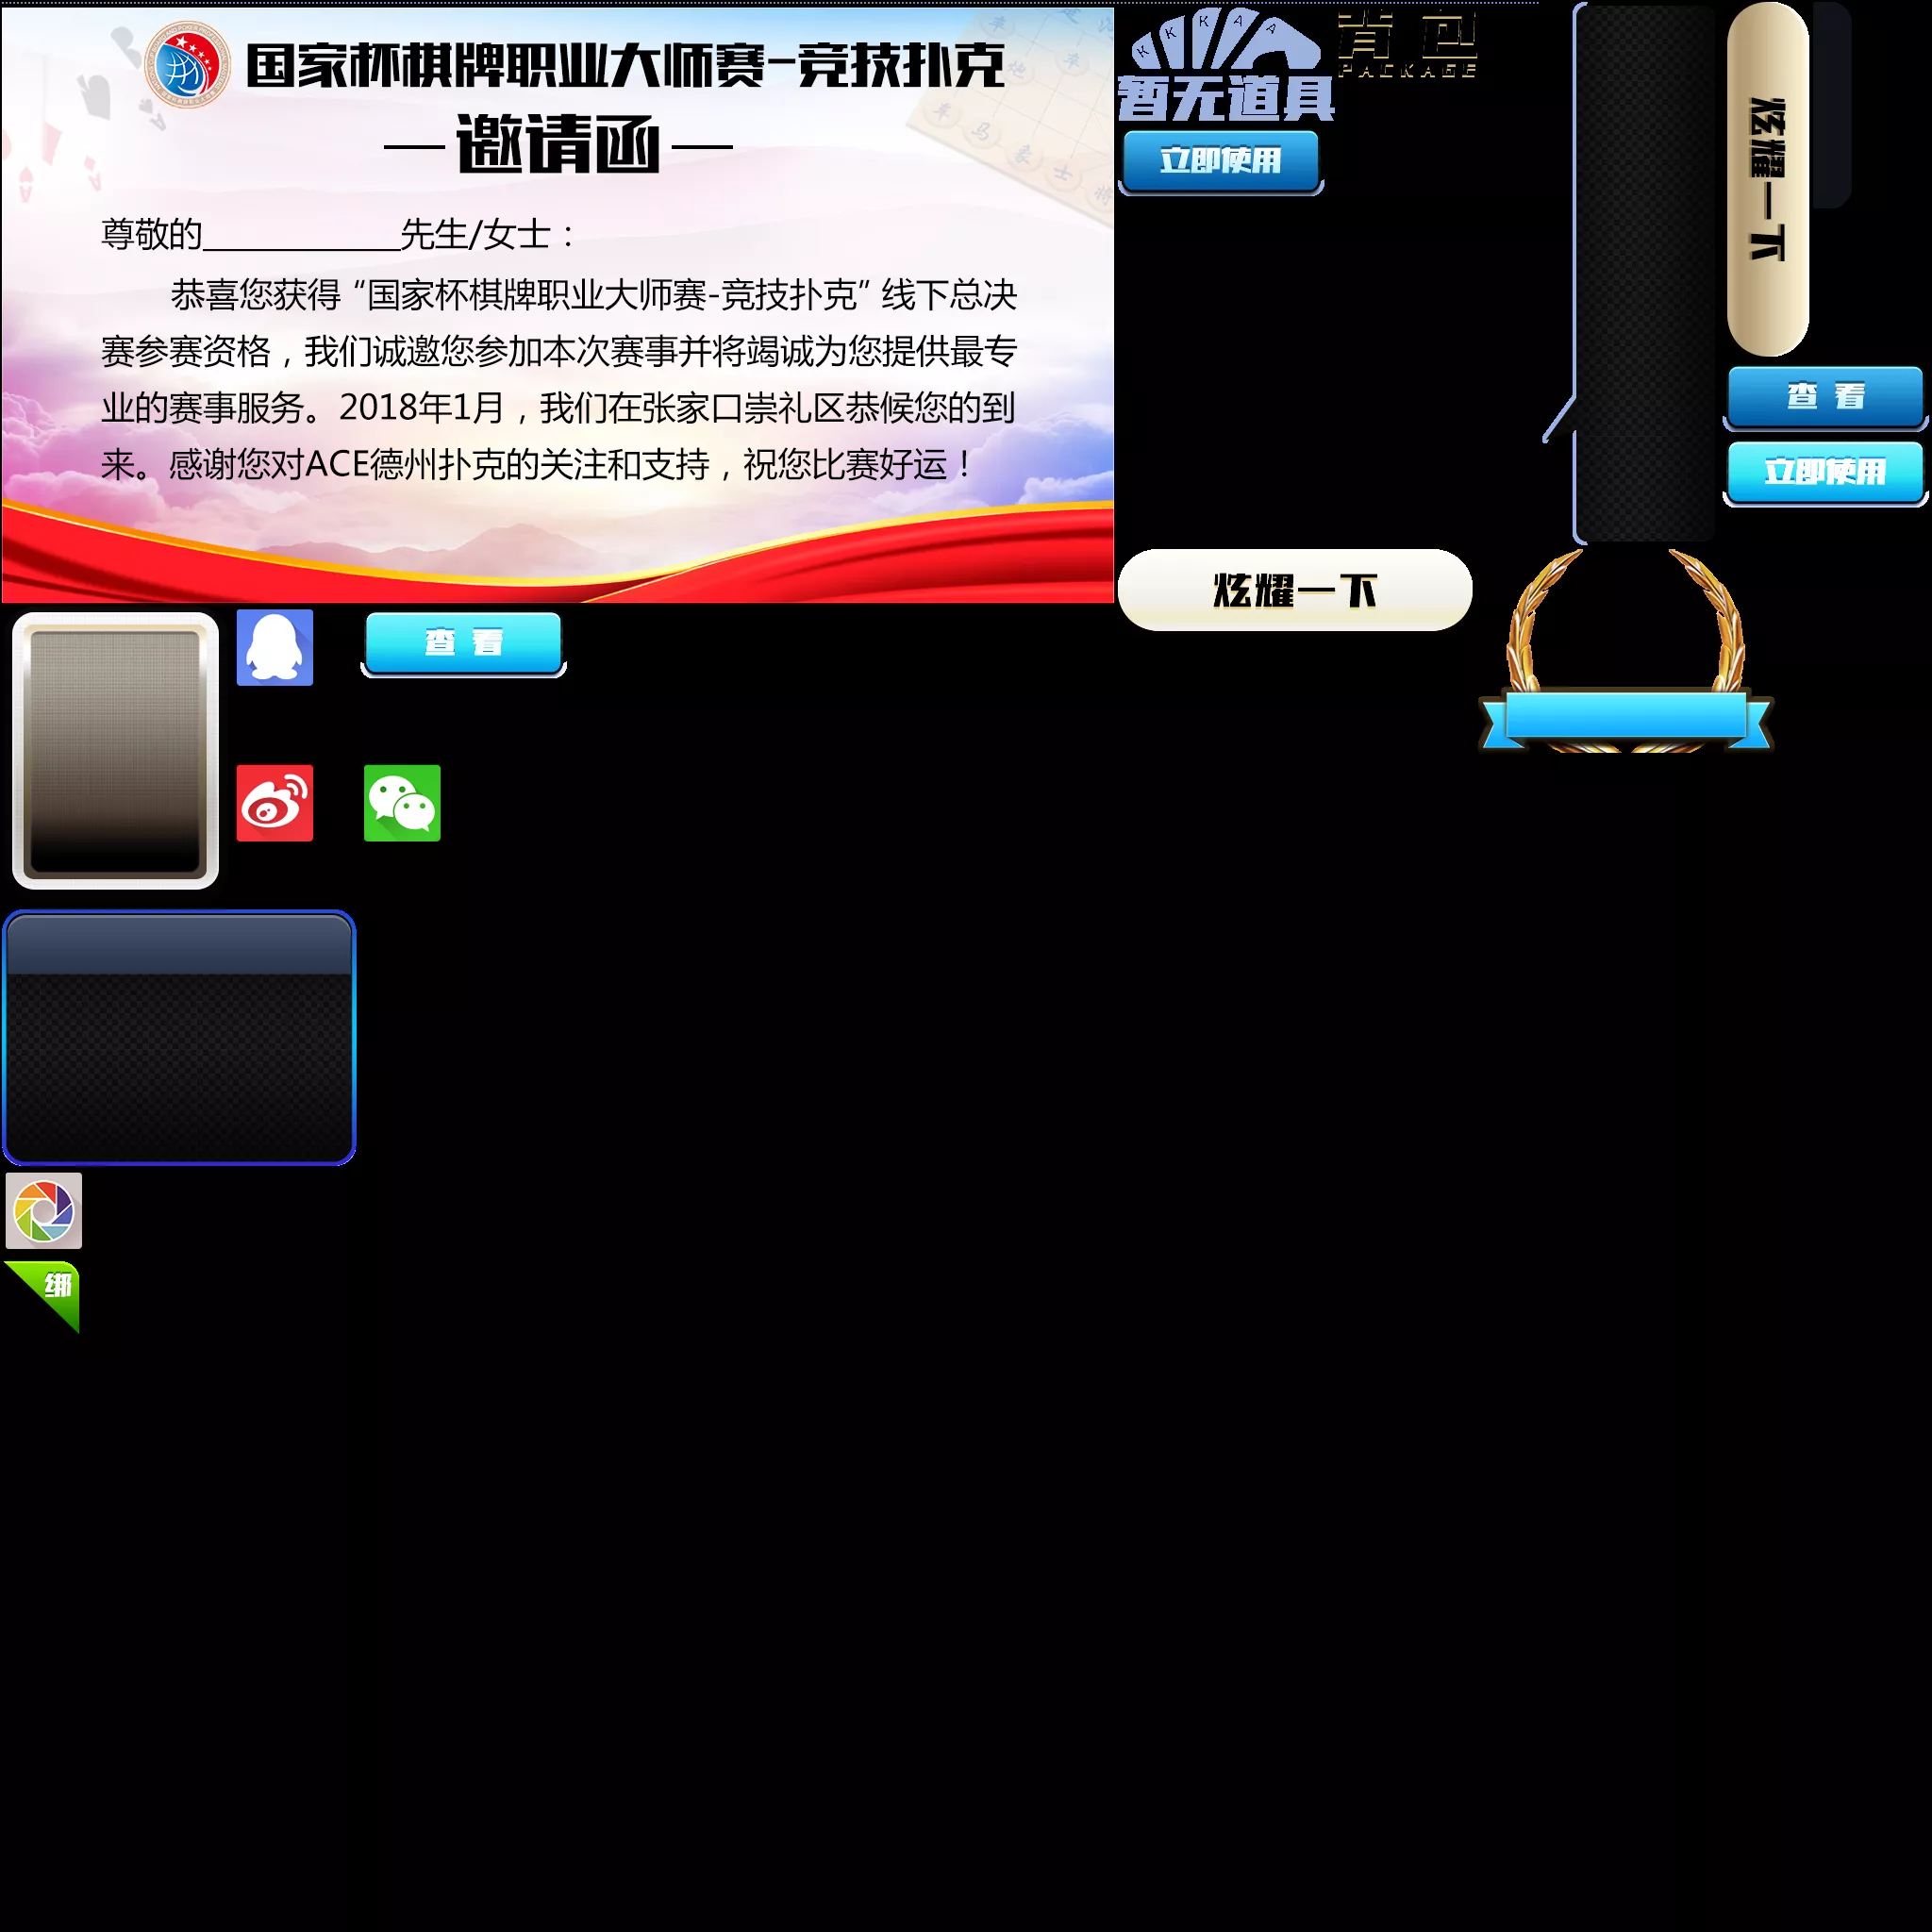 国家杯棋牌职业大师赛-竞技扑克
邀请函
尊敬的____________先生/女士：
恭喜您获得“国家杯棋牌职业大师赛-竞技扑克”线下总决
赛参赛资格，我们诚邀您参加本次赛事并将竭诚为您提供最专
业的赛事服务。2018年1月，我们在张家口崇礼区恭候您的到
来。感谢您对ACE德州扑克的关注和支持，祝您比赛好运！
K K K A A
暂无道具
背包
PACKAGE
立即使用
炫耀一下
查看
立即使用
炫耀一下
查看
绑